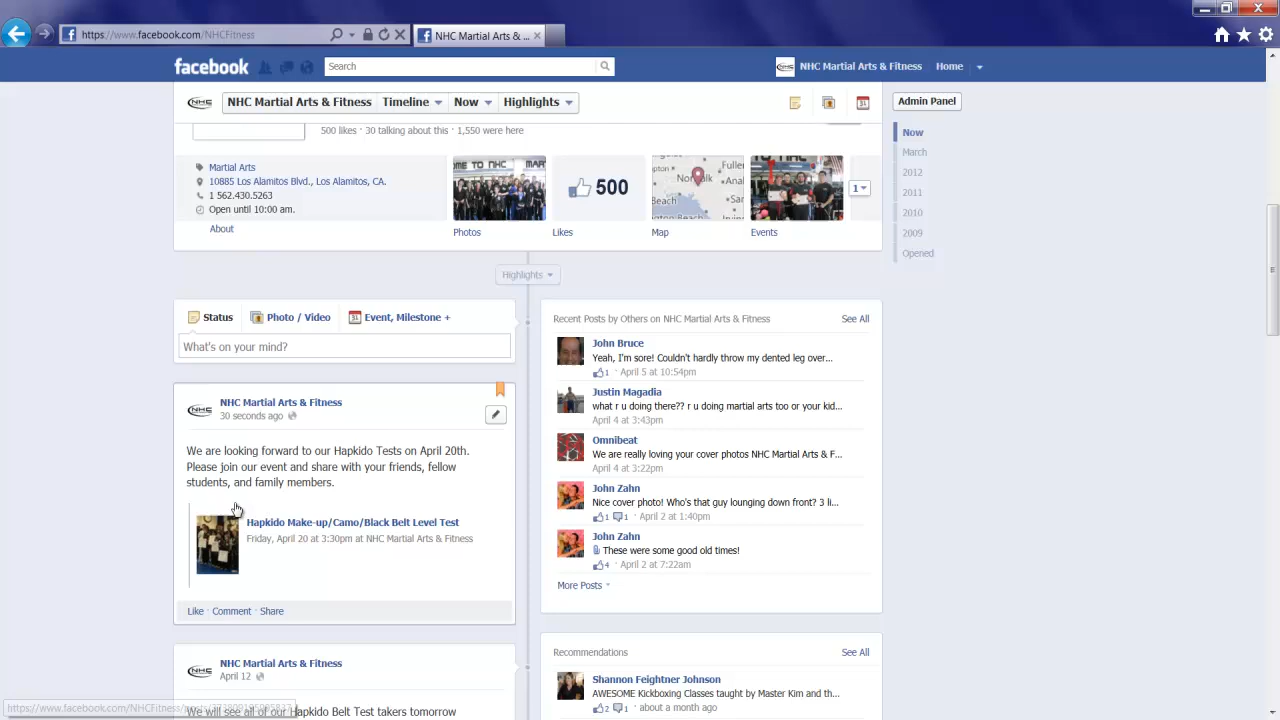 https://www.facebook.com/NHCFitness
NHC Martial Arts & ...
facebook
Search
NHC Martial Arts & Fitness
Home
NHC
NHC Martial Arts & Fitness
Timeline
Now
Highlights
Admin Panel
500 likes · 30 talking about this · 1,550 were here
Now
March
2012
2011
2010
2009
Opened
Martial Arts
10885 Los Alamitos Blvd., Los Alamitos, CA.
1 562.430.5263
Open until 10:00 am.
About
Photos
500
Likes
Map
Events
1
Highlights
Status
Photo / Video
31
Event, Milestone +
What's on your mind?
NHC Martial Arts & Fitness
30 seconds ago
We are looking forward to our Hapkido Tests on April 20th.
Please join our event and share with your friends, fellow
students, and family members.
Hapkido Make-up/Camo/Black Belt Level Test
Friday, April 20 at 3:30pm at NHC Martial Arts & Fitness
Like · Comment · Share
NHC Martial Arts & Fitness
April 12
We will see all of our Hapkido Belt Test takers tomorrow
Recent Posts by Others on NHC Martial Arts & Fitness
See All
John Bruce
Yeah, I'm sore! Couldn't hardly throw my dented leg over...
1 · April 5 at 10:54pm
Justin Magadia
what r u doing there?? r u doing martial arts too or your kid...
April 4 at 3:43pm
Omnibeat
We are really loving your cover photos NHC Martial Arts & F...
April 4 at 3:22pm
John Zahn
Nice cover photo! Who's that guy lounging down front? 3 li...
1 1 · April 2 at 1:40pm
John Zahn
These were some good old times!
4 · April 2 at 7:22am
More Posts
Recommendations
See All
Shannon Feightner Johnson
AWESOME Kickboxing Classes taught by Master Kim and th...
2 1 · about a month ago